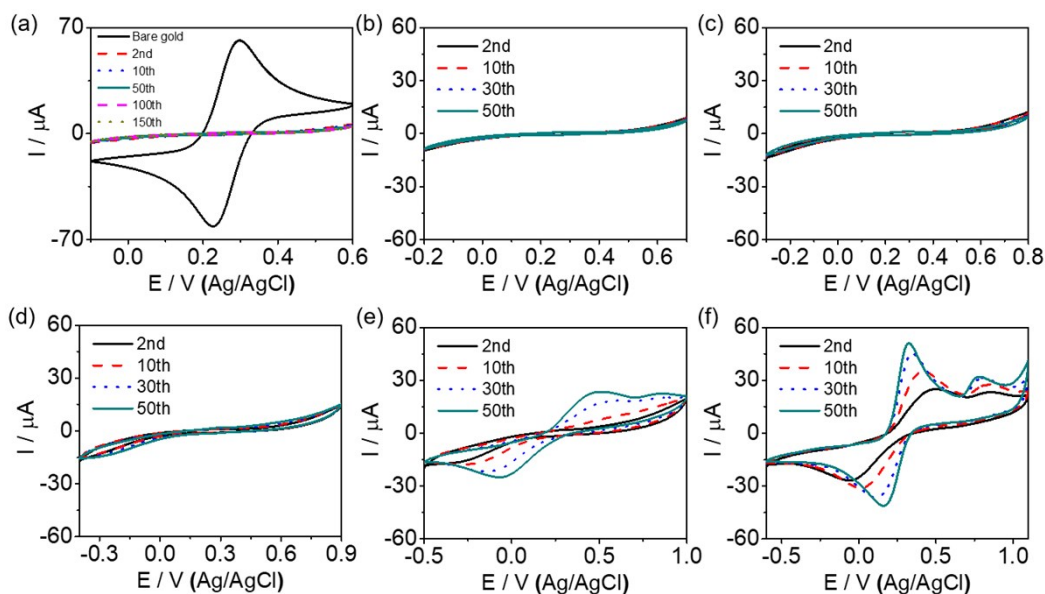 (a)
70
0
-70
I / μA
Bare gold
2nd
10th
50th
100th
150th
0.0 0.2 0.4 0.6
E / V (Ag/AgCl)
(b)
60
30
0
-30
-60
I / μA
2nd
10th
30th
50th
-0.2 0.0 0.2 0.4 0.6
E / V (Ag/AgCl)
(c)
60
30
0
-30
-60
I / μA
2nd
10th
30th
50th
-0.2 0.0 0.2 0.4 0.6 0.8
E / V (Ag/AgCl)
(d)
60
30
0
-30
-60
I / μA
2nd
10th
30th
50th
-0.3 0.0 0.3 0.6 0.9
E / V (Ag/AgCl)
(e)
60
30
0
-30
-60
I / μA
2nd
10th
30th
50th
-0.5 0.0 0.5 1.0
E / V (Ag/AgCl)
(f)
60
30
0
-30
-60
I / μA
2nd
10th
30th
50th
-0.5 0.0 0.5 1.0
E / V (Ag/AgCl)